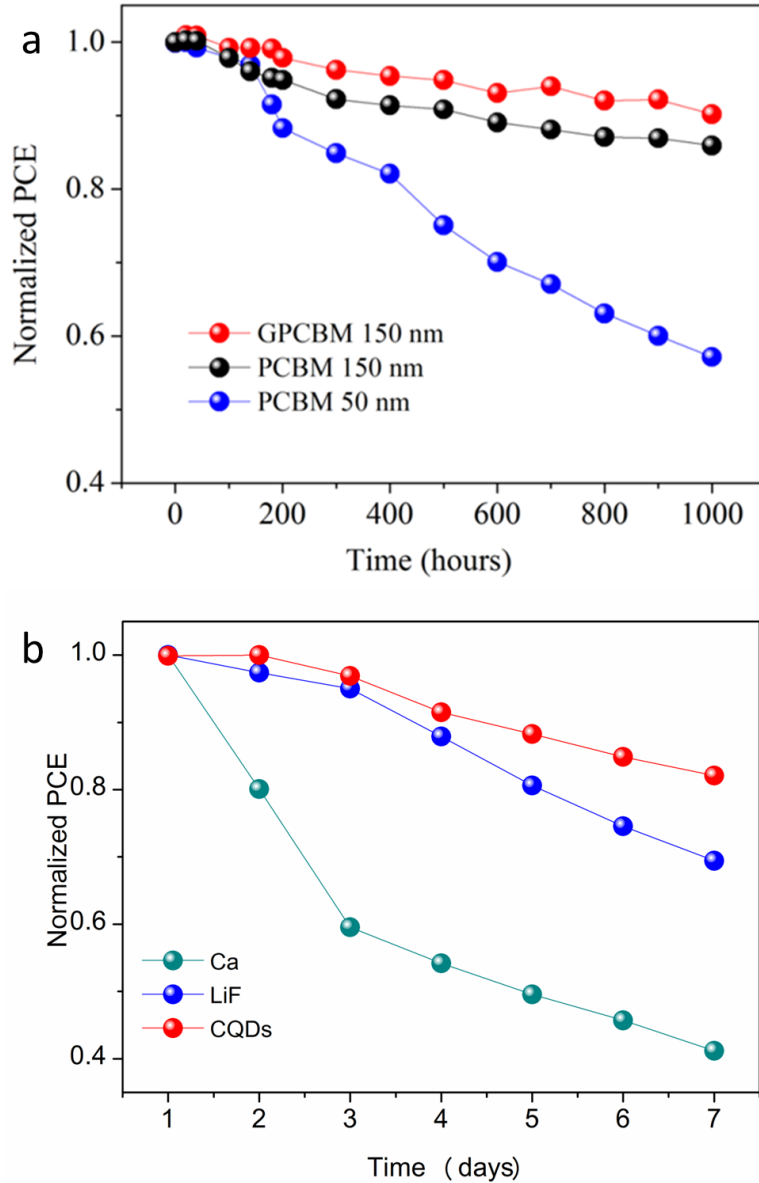 a
1.0
0.8
0.6
0.4
Normalized PCE
GPCBM 150 nm
PCBM 150 nm
PCBM 50 nm
0 200 400 600 800 1000
Time (hours)
b
1.0
0.8
0.6
0.4
Normalized PCE
Ca
LiF
CQDs
1 2 3 4 5 6 7
Time ( days)